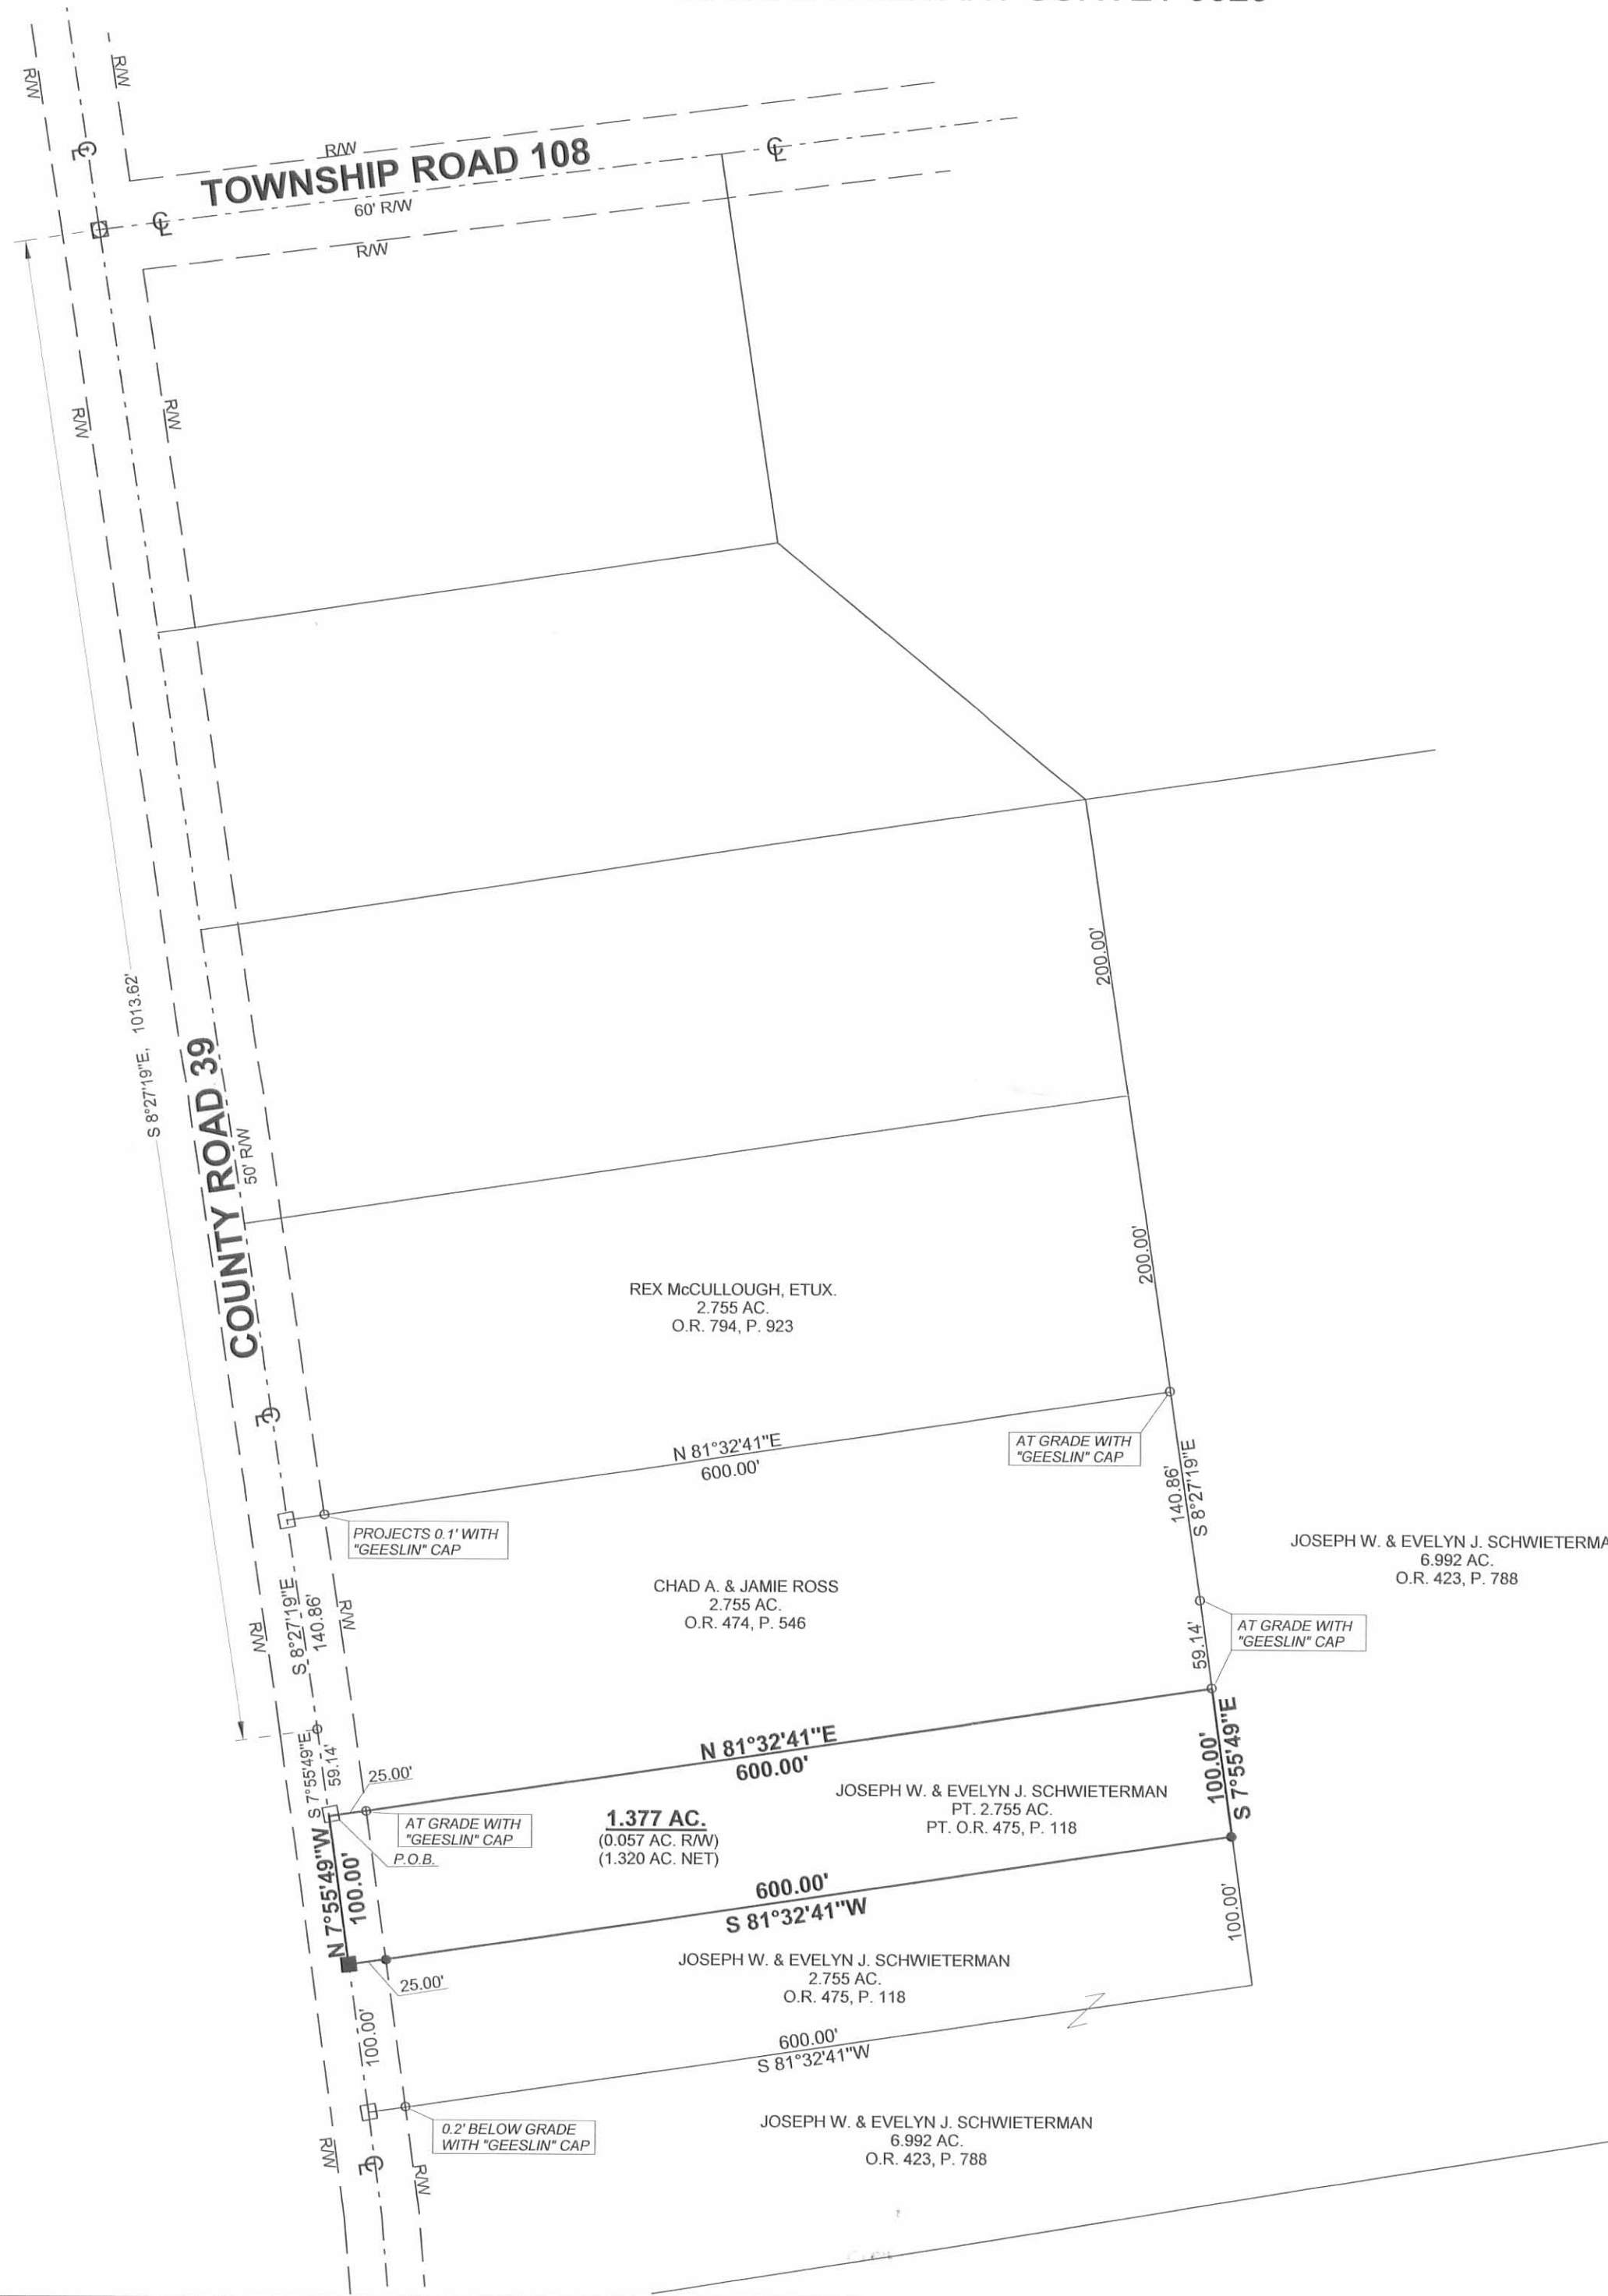 R/W
R/W
R/W
TOWNSHIP ROAD 108
℄
℄
60' R/W
℄
R/W
R/W
R/W
200.00'
S 8°27'19"E, 1013.62'
COUNTY ROAD 39
50' R/W
200.00'
REX McCULLOUGH, ETUX.
2.755 AC.
O.R. 794, P. 923
℄
N 81°32'41"E
600.00'
AT GRADE WITH
"GEESLIN" CAP
140.86'
S 8°27'19"E
PROJECTS 0.1' WITH
"GEESLIN" CAP
JOSEPH W. & EVELYN J. SCHWIETERMA
6.992 AC.
O.R. 423, P. 788
CHAD A. & JAMIE ROSS
2.755 AC.
O.R. 474, P. 546
S 8°27'19"E
140.86'
R/W
R/W
59.14'
AT GRADE WITH
"GEESLIN" CAP
S 7°55'49"E
59.14'
25.00'
N 81°32'41"E
600.00'
100.00'
S 7°55'49"E
JOSEPH W. & EVELYN J. SCHWIETERMAN
PT. 2.755 AC.
PT. O.R. 475, P. 118
AT GRADE WITH
"GEESLIN" CAP
P.O.B.
1.377 AC.
(0.057 AC. R/W)
(1.320 AC. NET)
N 7°55'49"W
100.00'
600.00'
S 81°32'41"W
25.00'
JOSEPH W. & EVELYN J. SCHWIETERMAN
2.755 AC.
O.R. 475, P. 118
100.00'
100.00'
600.00'
S 81°32'41"W
0.2' BELOW GRADE
WITH "GEESLIN" CAP
JOSEPH W. & EVELYN J. SCHWIETERMAN
6.992 AC.
O.R. 423, P. 788
R/W
℄
R/W